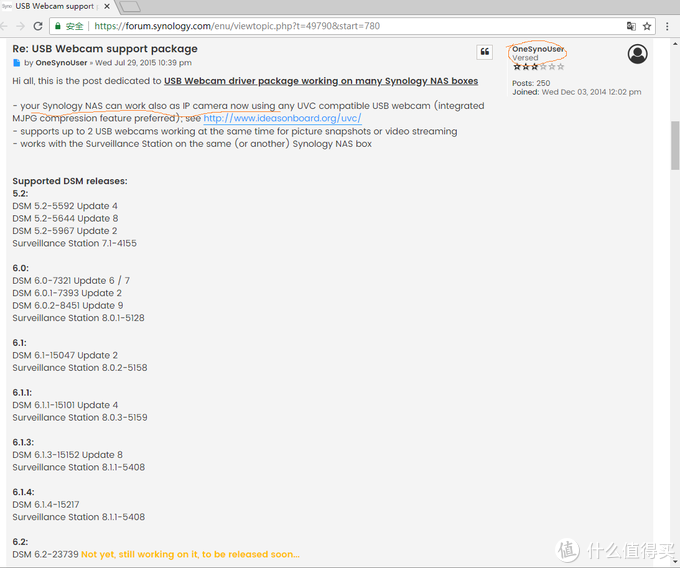 Syno USB Webcam support p
安全 https://forum.synology.com/enu/viewtopic.php?t=49790&start=780
Re: USB Webcam support package
by OneSynoUser » Wed Jul 29, 2015 10:39 pm
OneSynoUser
Versed
Posts: 250
Joined: Wed Dec 03, 2014 12:02 pm
Hi all, this is the post dedicated to USB Webcam driver package working on many Synology NAS boxes
- your Synology NAS can work also as IP camera now using any UVC compatible USB webcam (integrated
MJPG compression feature preferred); see http://www.ideasonboard.org/uvc/
- supports up to 2 USB webcams working at the same time for picture snapshots or video streaming
- works with the Surveillance Station on the same (or another) Synology NAS box
Supported DSM releases:
5.2:
DSM 5.2-5592 Update 4
DSM 5.2-5644 Update 8
DSM 5.2-5967 Update 2
Surveillance Station 7.1-4155
6.0:
DSM 6.0-7321 Update 6 / 7
DSM 6.0.1-7393 Update 2
DSM 6.0.2-8451 Update 9
Surveillance Station 8.0.1-5128
6.1:
DSM 6.1-15047 Update 2
Surveillance Station 8.0.2-5158
6.1.1:
DSM 6.1.1-15101 Update 4
Surveillance Station 8.0.3-5159
6.1.3:
DSM 6.1.3-15152 Update 8
Surveillance Station 8.1.1-5408
6.1.4:
DSM 6.1.4-15217
Surveillance Station 8.1.1-5408
6.2:
DSM 6.2-23739 Not yet, still working on it, to be released soon...
值 什么值得买